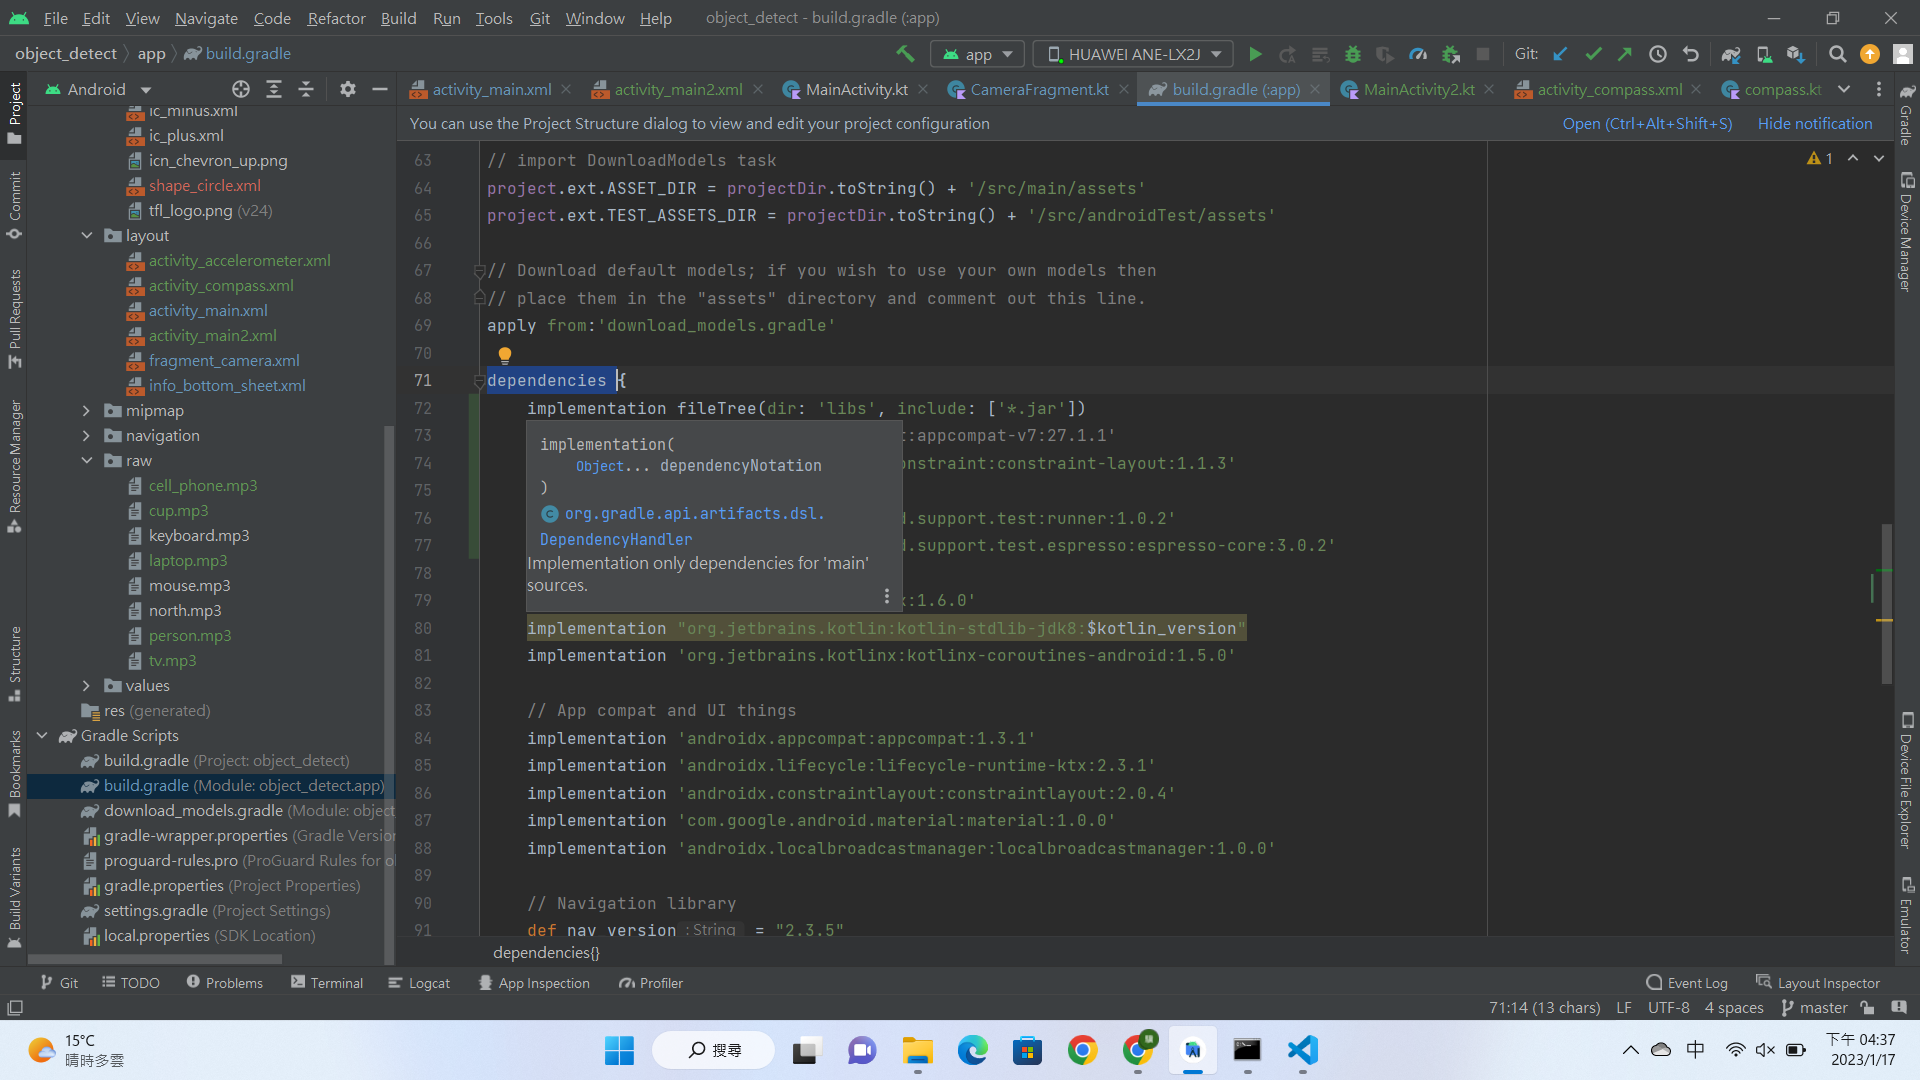 File Edit View Navigate Code Refactor Build Run Tools Git Window Help object_detect - build.gradle (:app)
object_detect app build.gradle
app HUAWEI ANE-LX2J Git:
Android
activity_main.xml activity_main2.xml MainActivity.kt CameraFragment.kt build.gradle (:app) MainActivity2.kt activity_compass.xml compass.kt
You can use the Project Structure dialog to view and edit your project configuration Open (Ctrl+Alt+Shift+S) Hide notification
Project
Commit
Pull Requests
Resource Manager
Structure
Bookmarks
Build Variants
ic_minus.xml
ic_plus.xml
icn_chevron_up.png
shape_circle.xml
tfl_logo.png (v24)
layout
activity_accelerometer.xml
activity_compass.xml
activity_main.xml
activity_main2.xml
fragment_camera.xml
info_bottom_sheet.xml
mipmap
navigation
raw
cell_phone.mp3
cup.mp3
keyboard.mp3
laptop.mp3
mouse.mp3
north.mp3
person.mp3
tv.mp3
values
res (generated)
Gradle Scripts
build.gradle (Project: object_detect)
build.gradle (Module: object_detect.app)
download_models.gradle (Module: object
gradle-wrapper.properties (Gradle Version
proguard-rules.pro (ProGuard Rules for o
gradle.properties (Project Properties)
settings.gradle (Project Settings)
local.properties (SDK Location)
1
63 // import DownloadModels task
64 project.ext.ASSET_DIR = projectDir.toString() + '/src/main/assets'
65 project.ext.TEST_ASSETS_DIR = projectDir.toString() + '/src/androidTest/assets'
66
67 // Download default models; if you wish to use your own models then
68 // place them in the "assets" directory and comment out this line.
69 apply from:'download_models.gradle'
70
71 dependencies {
72 implementation fileTree(dir: 'libs', include: ['*.jar'])
73 :appcompat-v7:27.1.1'
74 onstraint:constraint-layout:1.1.3'
75
76 d.support.test:runner:1.0.2'
77 d.support.test.espresso:espresso-core:3.0.2'
78
79 x:1.6.0'
80 implementation "org.jetbrains.kotlin:kotlin-stdlib-jdk8:$kotlin_version"
81 implementation 'org.jetbrains.kotlinx:kotlinx-coroutines-android:1.5.0'
82
83 // App compat and UI things
84 implementation 'androidx.appcompat:appcompat:1.3.1'
85 implementation 'androidx.lifecycle:lifecycle-runtime-ktx:2.3.1'
86 implementation 'androidx.constraintlayout:constraintlayout:2.0.4'
87 implementation 'com.google.android.material:material:1.0.0'
88 implementation 'androidx.localbroadcastmanager:localbroadcastmanager:1.0.0'
89
90 // Navigation library
91 def nav_version : String = "2.3.5"
implementation(
Object... dependencyNotation
)
org.gradle.api.artifacts.dsl.
DependencyHandler
Implementation only dependencies for 'main'
sources.
dependencies{}
Gradle
Device Manager
Device File Explorer
Emulator
Git TODO Problems Terminal Logcat App Inspection Profiler Event Log Layout Inspector
71:14 (13 chars) LF UTF-8 4 spaces master
15°C
晴時多雲
搜尋
中
下午 04:37
2023/1/17